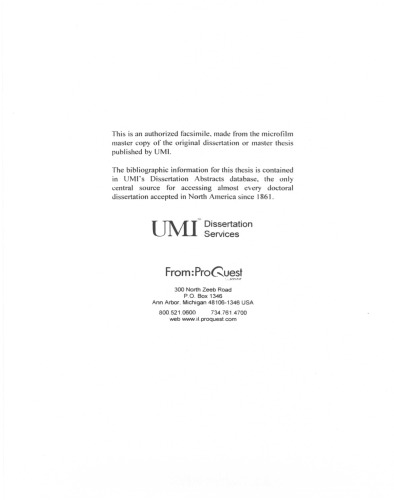 This is an authorized facsimile, made from the microfilm
master copy of the original dissertation or master thesis
published by UMI.
The bibliographic information for this thesis is contained
in UMI's Dissertation Abstracts database, the only
central source for accessing almost every doctoral
dissertation accepted in North America since 1861.
UMI Dissertation
Services
From:ProQuest
300 North Zeeb Road
P.O. Box 1346
Ann Arbor, Michigan 48106-1346 USA
800.521.0600 734.761.4700
web www.il.proquest.com